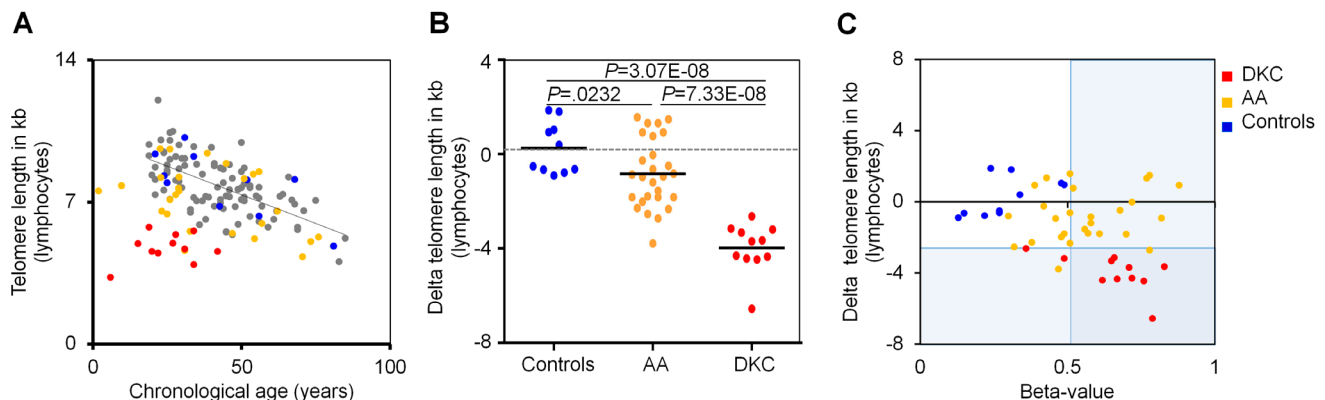 A
14
7
0
0
50
100
Telomere length in kb
(lymphocytes)
Chronological age (years)
B
4
0
-4
-8
Delta telomere length in kb
(lymphocytes)
P=3.07E-08
P=.0232
P=7.33E-08
Controls
AA
DKC
C
8
4
0
-4
-8
Delta telomere length in kb
(lymphocytes)
0
0.5
1
Beta-value
DKC
AA
Controls